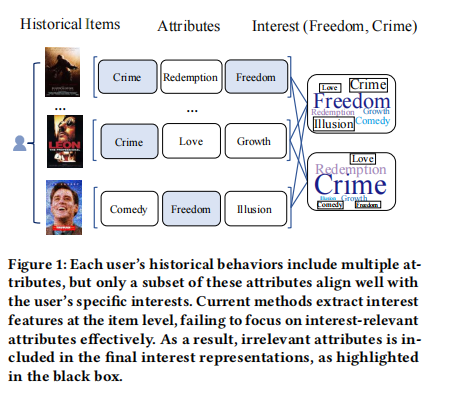 Historical Items Attributes Interest (Freedom, Crime)
Crime Redemption Freedom
... ...
LEON
Crime Love Growth
Comedy Freedom Illusion
Love Crime
Freedom
Redemption Growth
Illusion Comedy
Love
Redemption
Crime
Illusion Growth
Comedy Freedom
Figure 1: Each user's historical behaviors include multiple at-
tributes, but only a subset of these attributes align well with
the user's specific interests. Current methods extract interest
features at the item level, failing to focus on interest-relevant
attributes effectively. As a result, irrelevant attributes is in-
cluded in the final interest representations, as highlighted
in the black box.